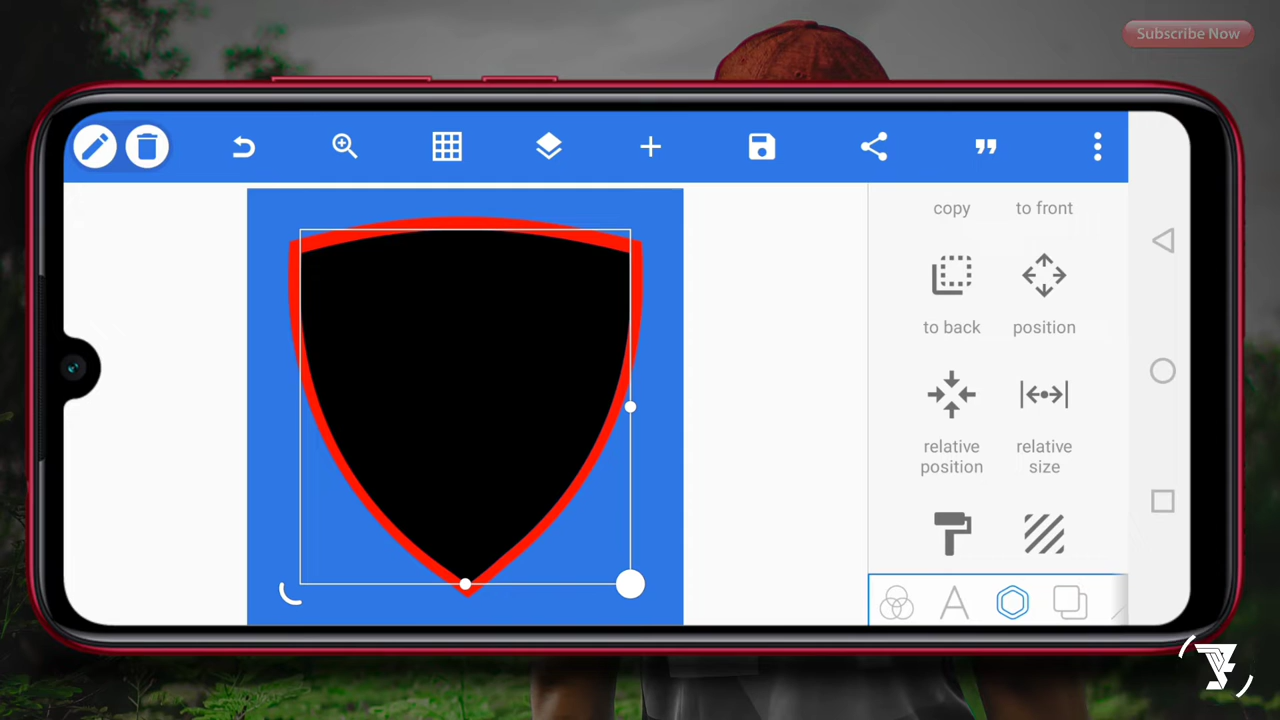 Subscribe Now
copy
to front
to back
position
relative
position
relative
size